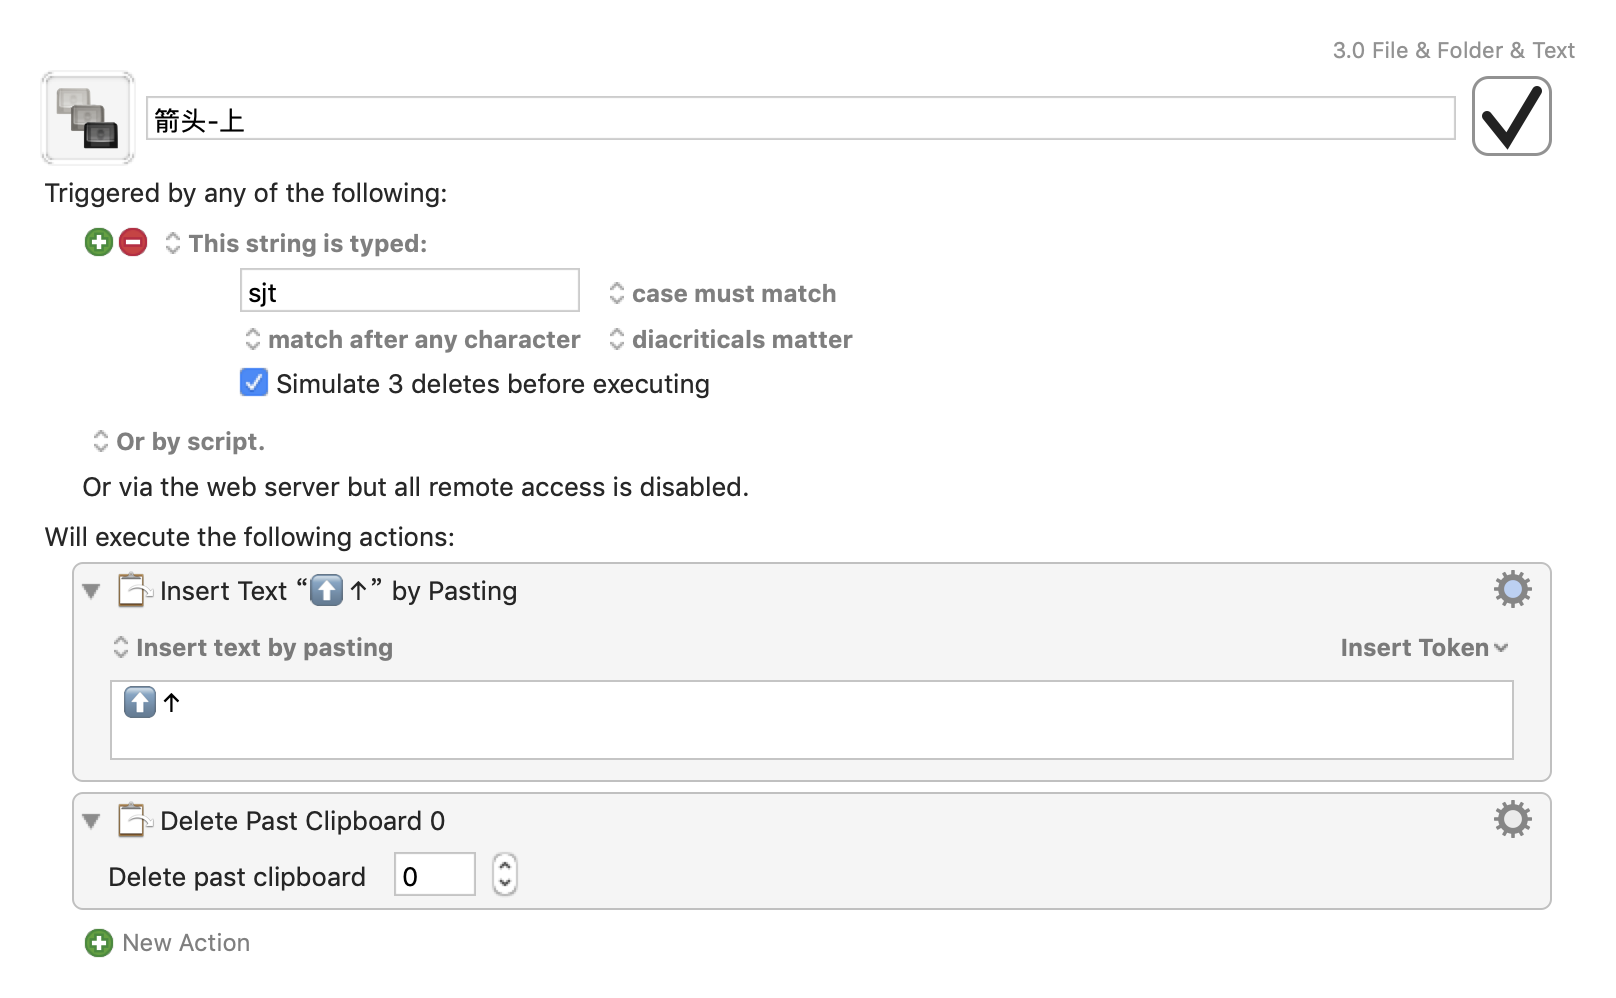 3.0 File & Folder & Text
箭头-上
Triggered by any of the following:
This string is typed:
sjt
case must match
match after any character
diacriticals matter
Simulate 3 deletes before executing
Or by script.
Or via the web server but all remote access is disabled.
Will execute the following actions:
Insert Text “⬆️↑” by Pasting
Insert text by pasting
Insert Token
⬆️↑
Delete Past Clipboard 0
Delete past clipboard 0
New Action